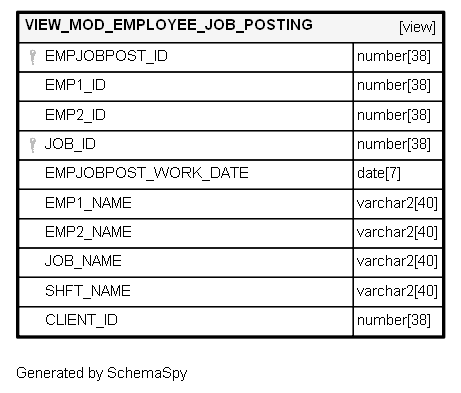 VIEW_MOD_EMPLOYEE_JOB_POSTING [view]
EMPJOBPOST_ID number[38]
EMP1_ID number[38]
EMP2_ID number[38]
JOB_ID number[38]
EMPJOBPOST_WORK_DATE date[7]
EMP1_NAME varchar2[40]
EMP2_NAME varchar2[40]
JOB_NAME varchar2[40]
SHFT_NAME varchar2[40]
CLIENT_ID number[38]
Generated by SchemaSpy